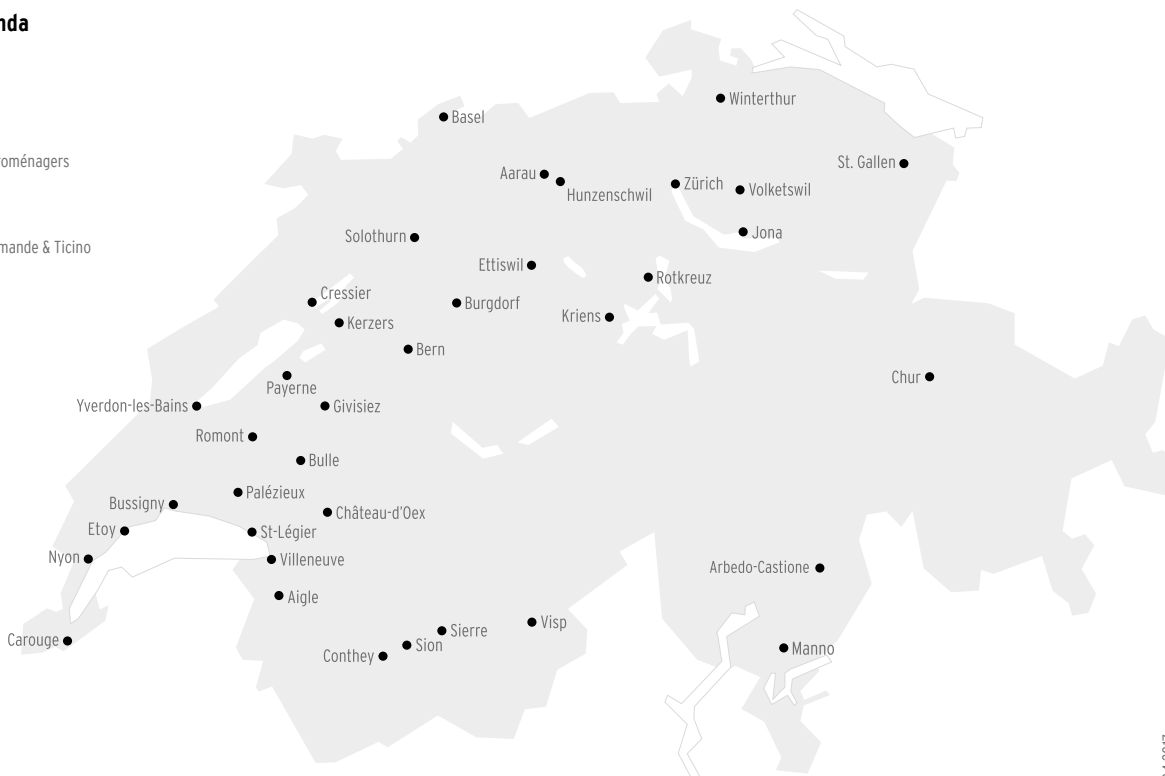 nda
Winterthur
Basel
oménagers
St. Gallen
Aarau
Hunzenschwil
Zürich
Volketswil
Jona
Solothurn
mande & Ticino
Ettiswil
Rotkreuz
Cressier
Burgdorf
Kriens
Kerzers
Bern
Chur
Payerne
Yverdon-les-Bains
Givisiez
Romont
Bulle
Palézieux
Bussigny
Château-d'Oex
Etoy
St-Légier
Nyon
Villeneuve
Arbedo-Castione
Aigle
Visp
Sierre
Carouge
Sion
Manno
Conthey